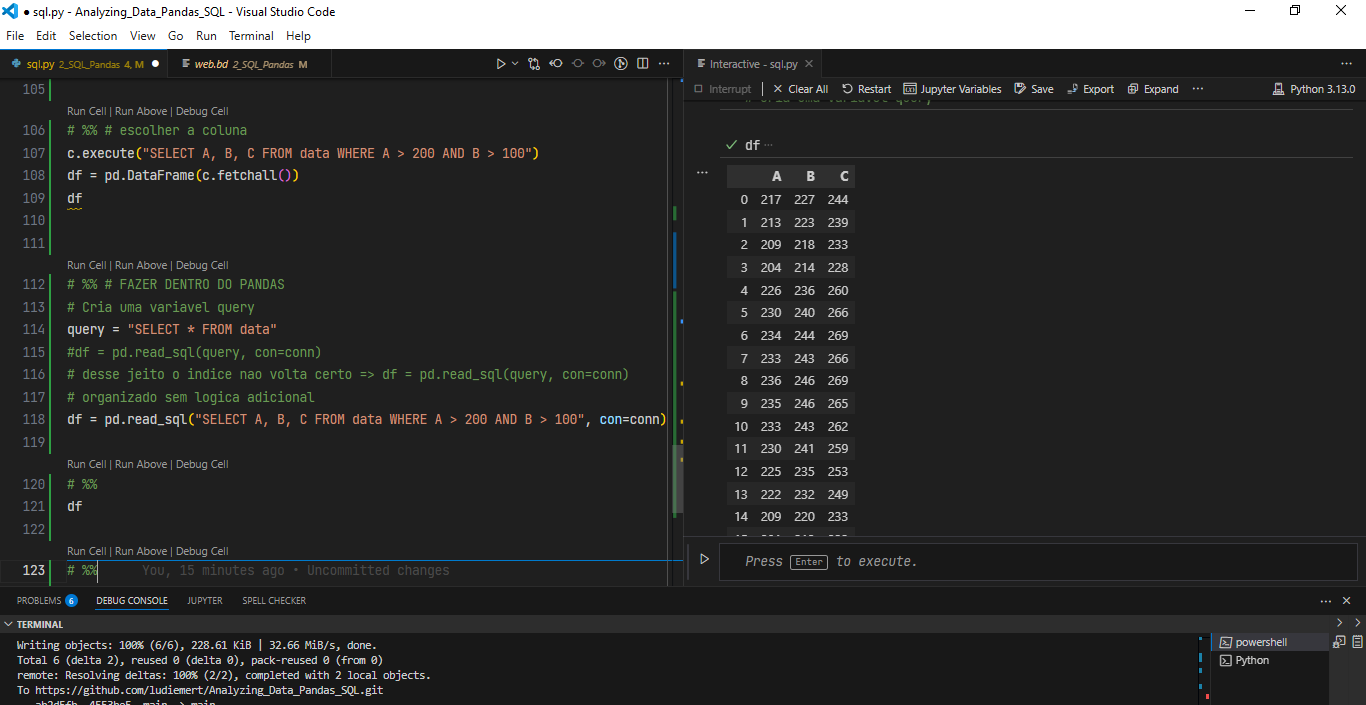 ● sql.py - Analyzing_Data_Pandas_SQL - Visual Studio Code
File Edit Selection View Go Run Terminal Help
sql.py 2_SQL_Pandas 4, M ● web.bd 2_SQL_Pandas M
105
Run Cell | Run Above | Debug Cell
106 # %% # escolher a coluna
107 c.execute("SELECT A, B, C FROM data WHERE A > 200 AND B > 100")
108 df = pd.DataFrame(c.fetchall())
109 df
110
111
Run Cell | Run Above | Debug Cell
112 # %% # FAZER DENTRO DO PANDAS
113 # Cria uma variavel query
114 query = "SELECT * FROM data"
115 #df = pd.read_sql(query, con=conn)
116 # desse jeito o indice nao volta certo => df = pd.read_sql(query, con=conn)
117 # organizado sem logica adicional
118 df = pd.read_sql("SELECT A, B, C FROM data WHERE A > 200 AND B > 100", con=conn)
119
Run Cell | Run Above | Debug Cell
120 # %%
121 df
122
Run Cell | Run Above | Debug Cell
123 # %% You, 15 minutes ago • Uncommitted changes
Interactive - sql.py
Interrupt | Clear All Restart Jupyter Variables Save Export Expand ··· Python 3.13.0
# Cria uma variavel query
df ···
A B C
0 217 227 244
1 213 223 239
2 209 218 233
3 204 214 228
4 226 236 260
5 230 240 266
6 234 244 269
7 233 243 266
8 236 246 269
9 235 246 265
10 233 243 262
11 230 241 259
12 225 235 253
13 222 232 249
14 209 220 233
Press Enter to execute.
PROBLEMS 6 DEBUG CONSOLE JUPYTER SPELL CHECKER
TERMINAL
Writing objects: 100% (6/6), 228.61 KiB | 32.66 MiB/s, done.
Total 6 (delta 2), reused 0 (delta 0), pack-reused 0 (from 0)
remote: Resolving deltas: 100% (2/2), completed with 2 local objects.
To https://github.com/ludiemert/Analyzing_Data_Pandas_SQL.git
powershell
Python